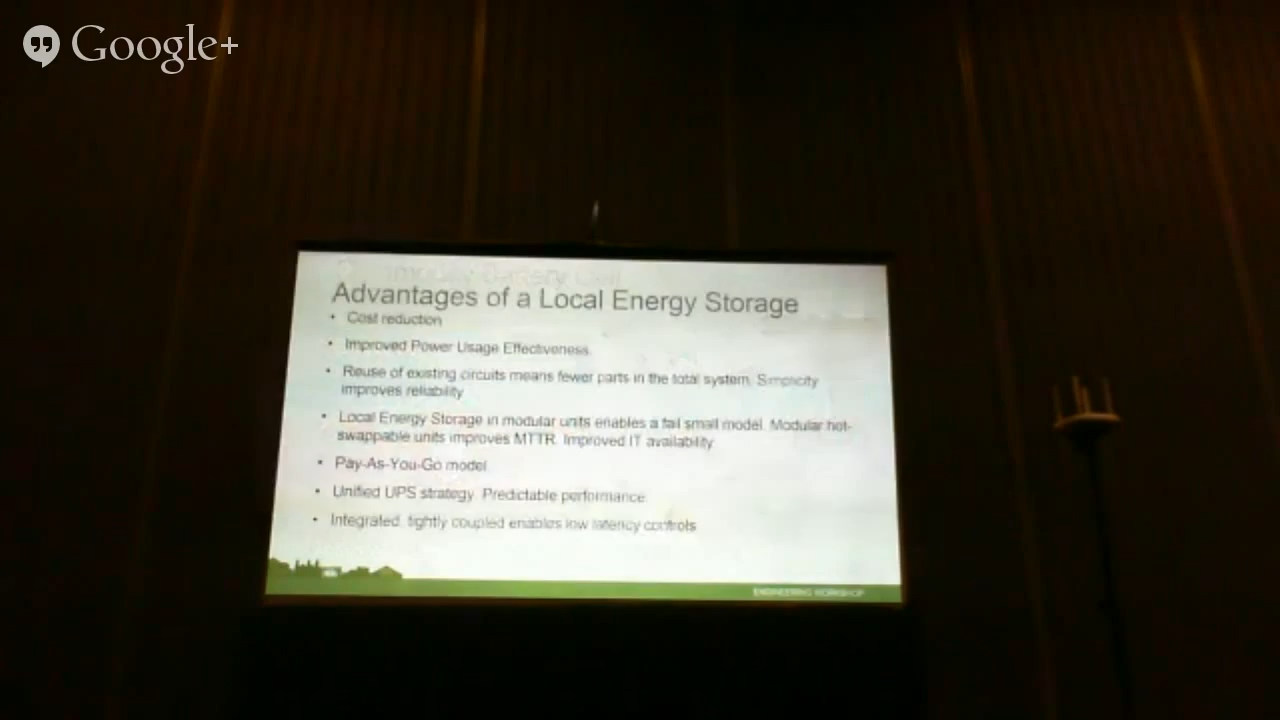 Google+
Advantages of a Local Energy Storage
• Cost reduction
• Improved Power Usage Effectiveness
• Reuse of existing circuits means fewer parts in the total system. Simplicity
improves reliability
• Local Energy Storage in modular units enables a fail small model. Modular hot-
swappable units improves MTTR. Improved IT availability
• Pay-As-You-Go model
• Unified UPS strategy. Predictable performance.
• Integrated, tightly coupled enables low latency controls
ENGINEERING WORKSHOP